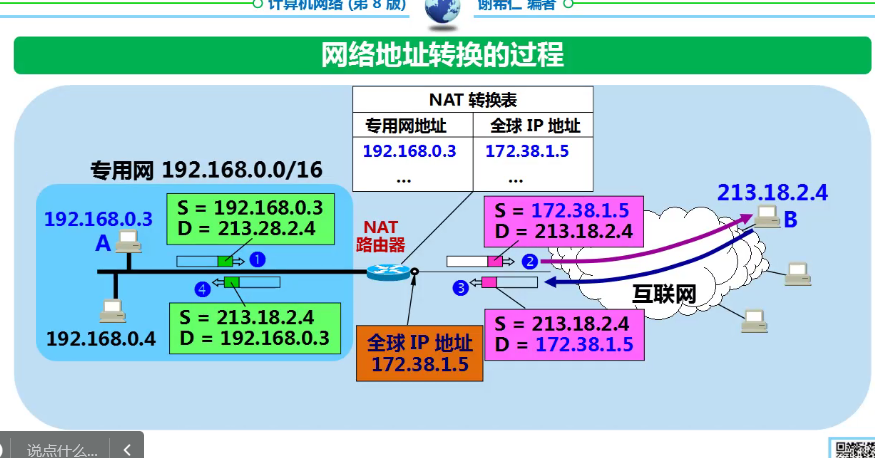 计算机网络 (第 8 版)
谢希仁 编著
网络地址转换的过程
NAT 转换表
专用网地址
全球 IP 地址
192.168.0.3
172.38.1.5
...
...
专用网 192.168.0.0/16
192.168.0.3
A
S = 192.168.0.3
D = 213.28.2.4
NAT
路由器
S = 172.38.1.5
D = 213.18.2.4
213.18.2.4
B
1
2
4
3
互联网
192.168.0.4
S = 213.18.2.4
D = 192.168.0.3
全球 IP 地址
172.38.1.5
S = 213.18.2.4
D = 172.38.1.5
说点什么...